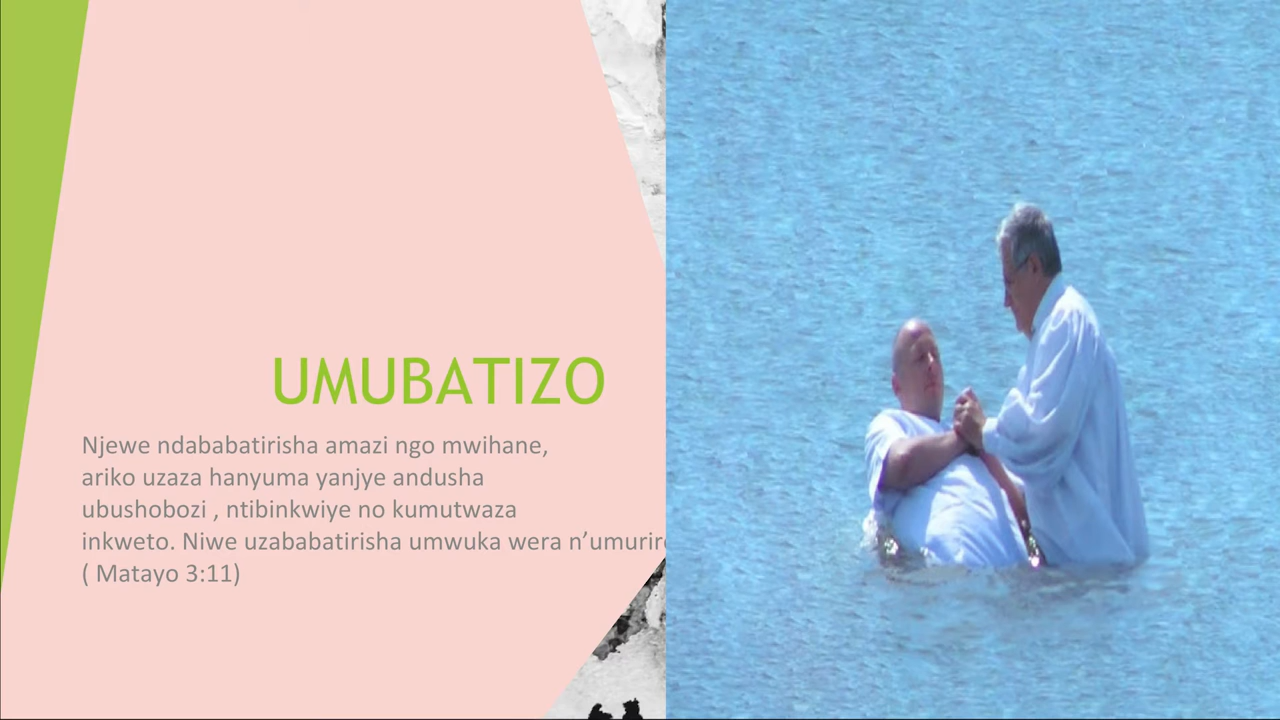 UMUBATIZO
Njewe ndababatirisha amazi ngo mwihane,
ariko uzaza hanyuma yanjye andusha
ubushobozi , ntibinkwiye no kumutwaza
inkweto. Niwe uzababatirisha umwuka wera
( Matayo 3:11)